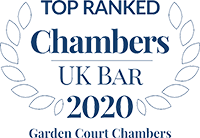 TOP RANKED
Chambers
UK BAR
2020
Garden Court Chambers